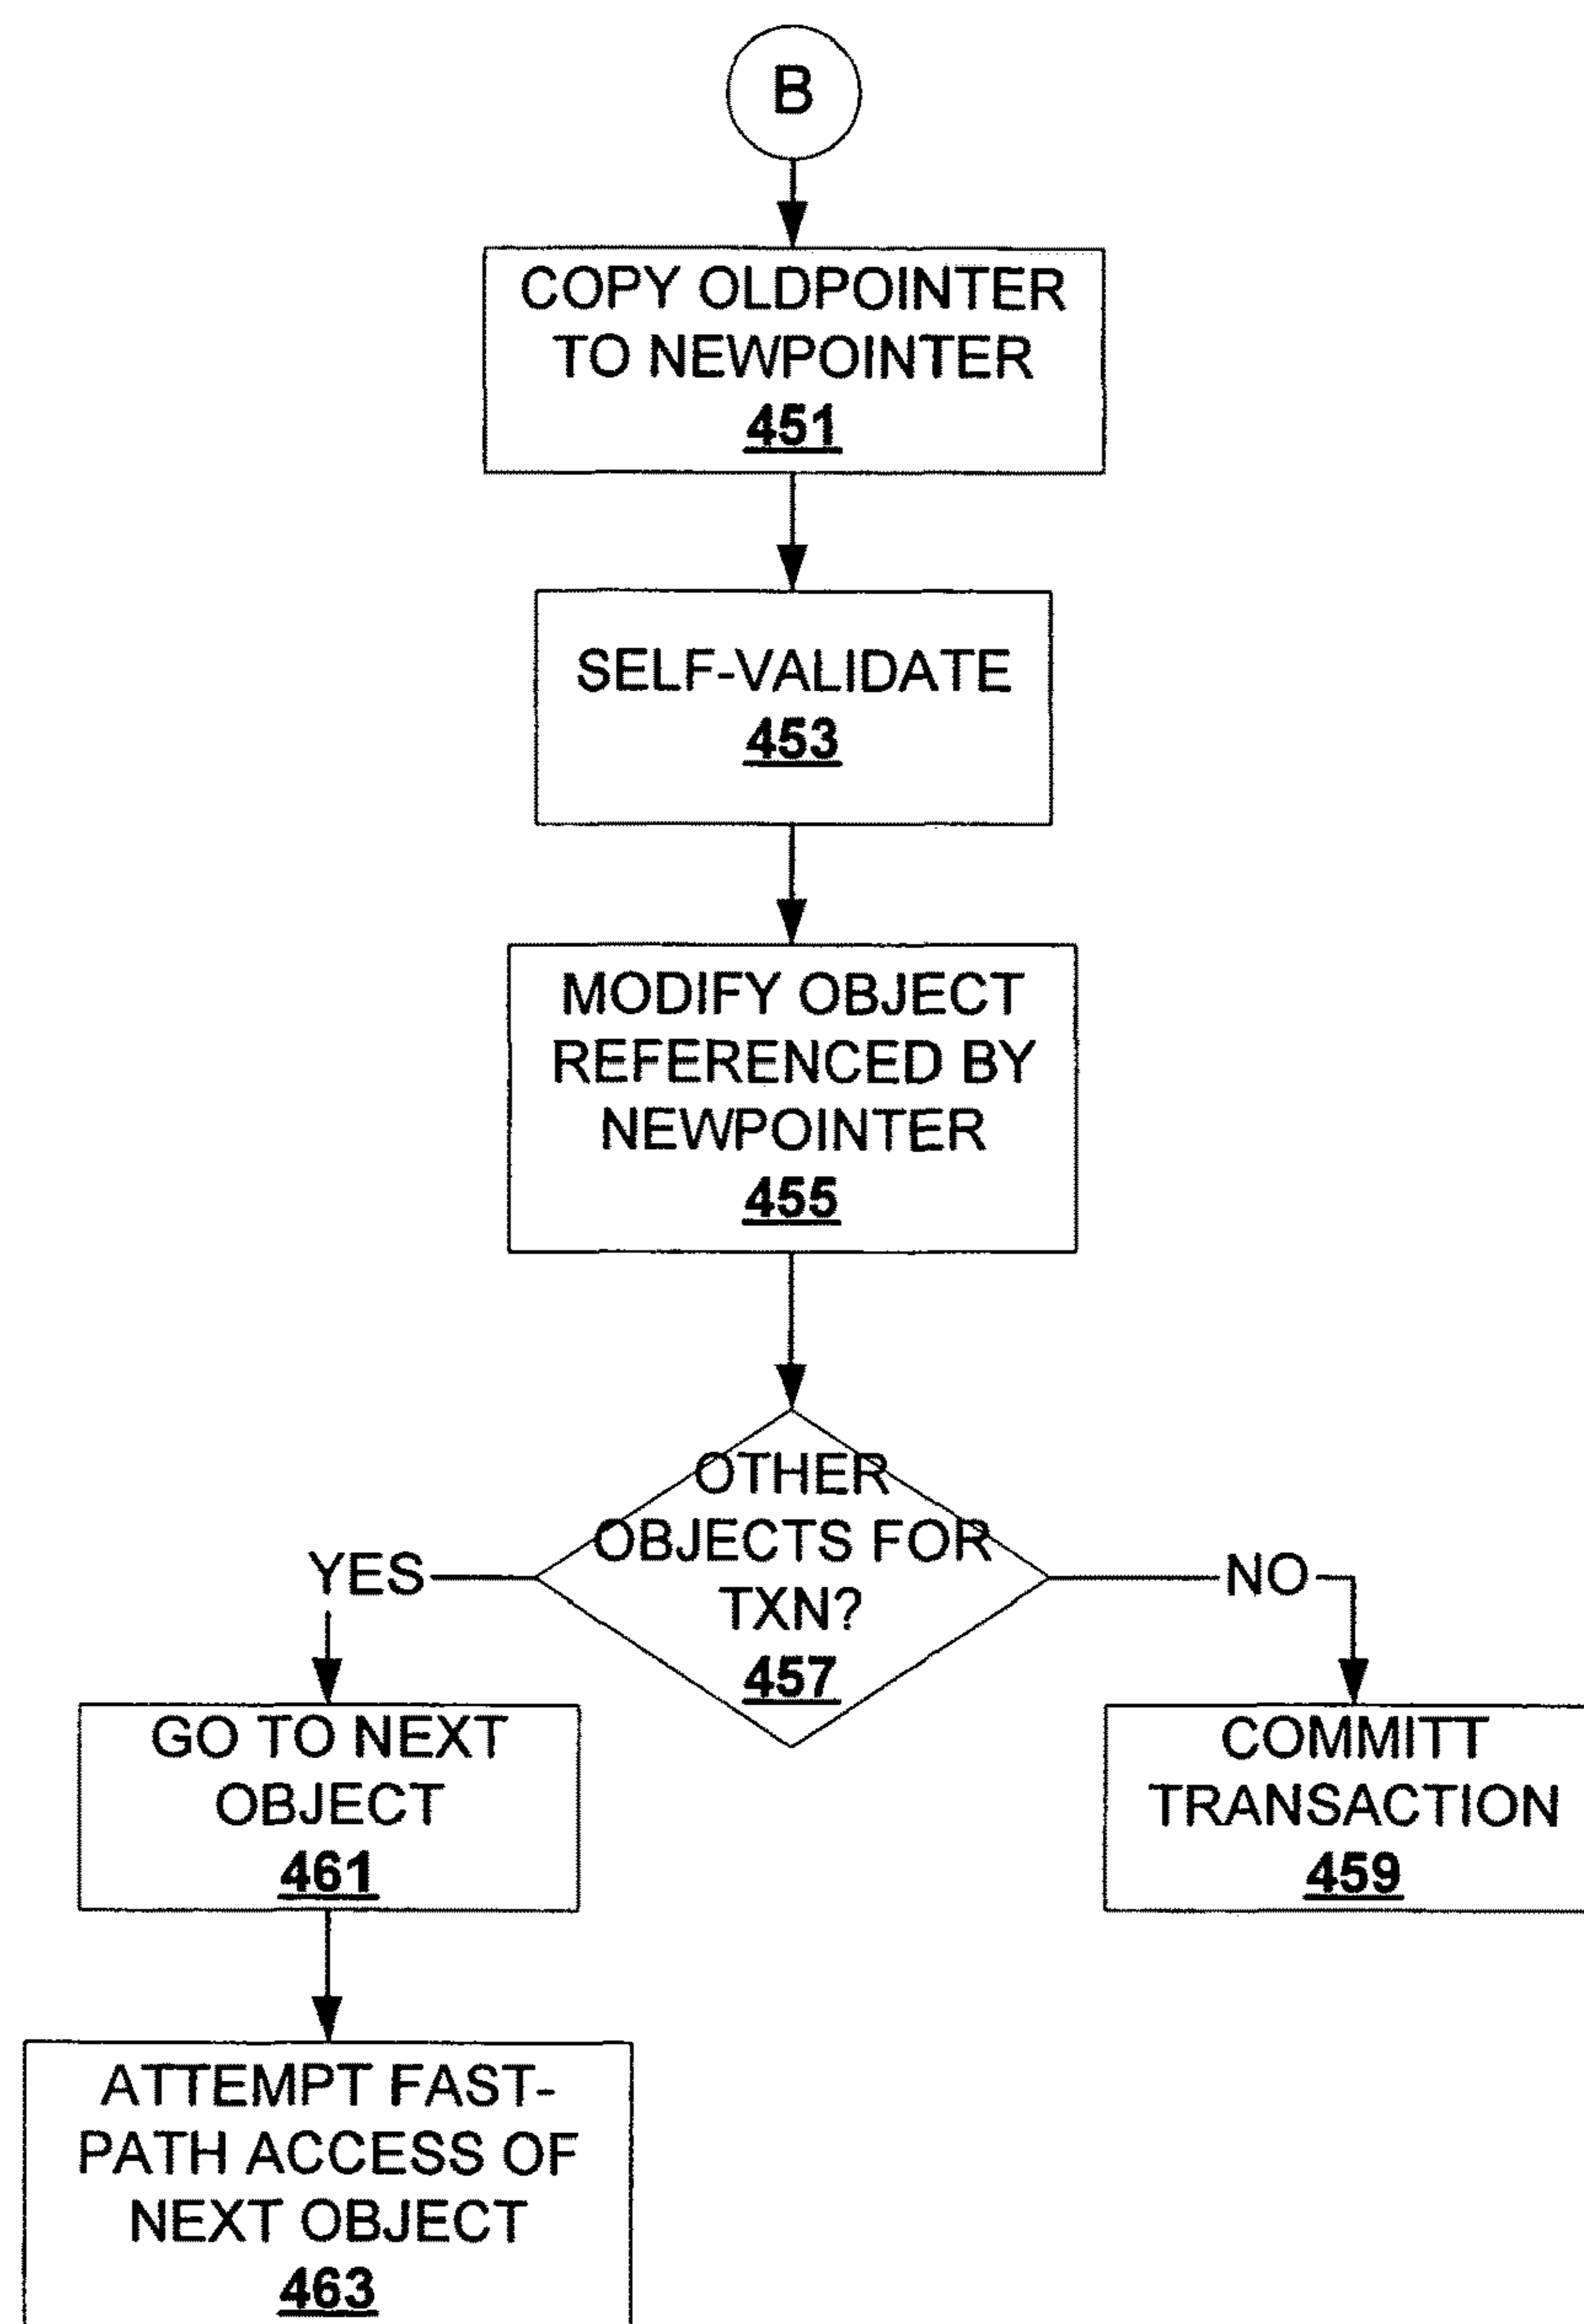 B
COPY OLDPOINTER
TO NEWPOINTER
451
SELF-VALIDATE
453
MODIFY OBJECT
REFERENCED BY
NEWPOINTER
455
OTHER
OBJECTS FOR
TXN?
457
YES
NO
GO TO NEXT
OBJECT
461
COMMITT
TRANSACTION
459
ATTEMPT FAST-
PATH ACCESS OF
NEXT OBJECT
463